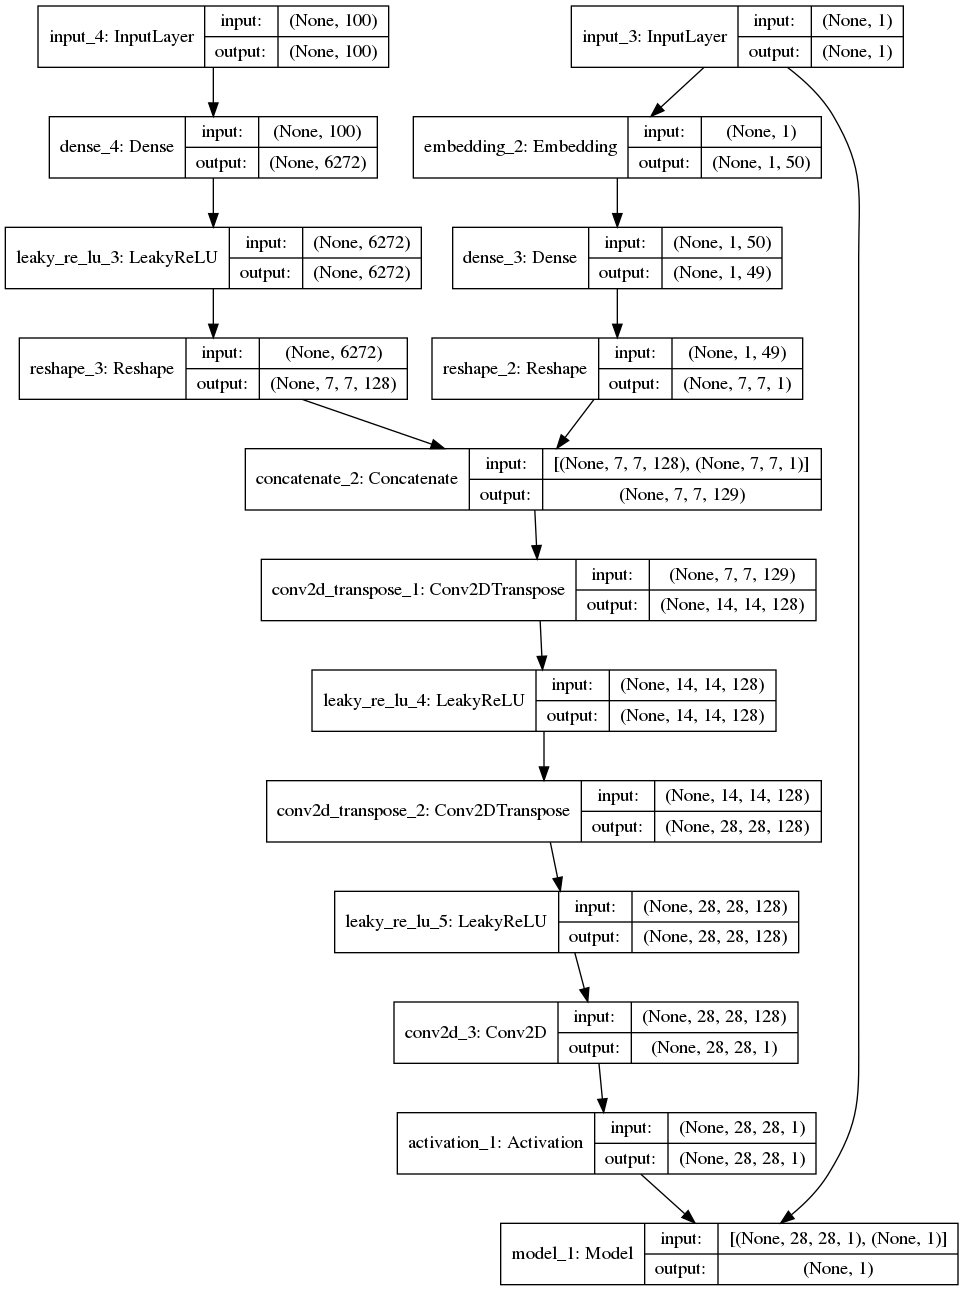 input_4: InputLayer
input:
(None, 100)
output:
(None, 100)
input_3: InputLayer
input:
(None, 1)
output:
(None, 1)
dense_4: Dense
input:
(None, 100)
output:
(None, 6272)
embedding_2: Embedding
input:
(None, 1)
output:
(None, 1, 50)
leaky_re_lu_3: LeakyReLU
input:
(None, 6272)
output:
(None, 6272)
dense_3: Dense
input:
(None, 1, 50)
output:
(None, 1, 49)
reshape_3: Reshape
input:
(None, 6272)
output:
(None, 7, 7, 128)
reshape_2: Reshape
input:
(None, 1, 49)
output:
(None, 7, 7, 1)
concatenate_2: Concatenate
input:
[(None, 7, 7, 128), (None, 7, 7, 1)]
output:
(None, 7, 7, 129)
conv2d_transpose_1: Conv2DTranspose
input:
(None, 7, 7, 129)
output:
(None, 14, 14, 128)
leaky_re_lu_4: LeakyReLU
input:
(None, 14, 14, 128)
output:
(None, 14, 14, 128)
conv2d_transpose_2: Conv2DTranspose
input:
(None, 14, 14, 128)
output:
(None, 28, 28, 128)
leaky_re_lu_5: LeakyReLU
input:
(None, 28, 28, 128)
output:
(None, 28, 28, 128)
conv2d_3: Conv2D
input:
(None, 28, 28, 128)
output:
(None, 28, 28, 1)
activation_1: Activation
input:
(None, 28, 28, 1)
output:
(None, 28, 28, 1)
model_1: Model
input:
[(None, 28, 28, 1), (None, 1)]
output:
(None, 1)